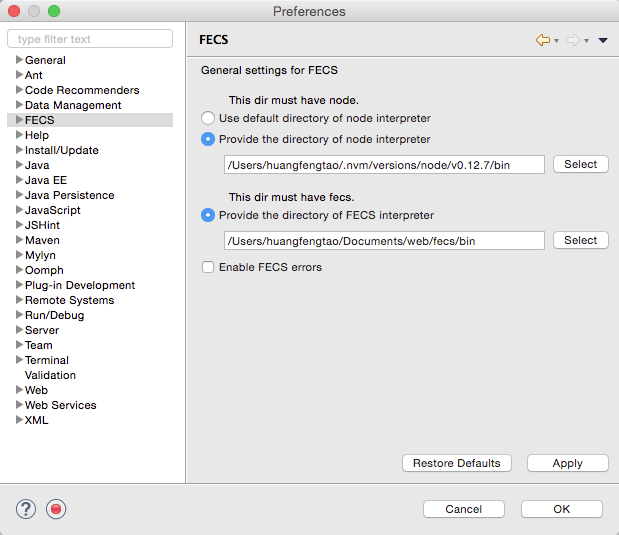 Preferences
type filter text
General
Ant
Code Recommenders
Data Management
FECS
Help
Install/Update
Java
Java EE
Java Persistence
JavaScript
JSHint
Maven
Mylyn
Oomph
Plug-in Development
Remote Systems
Run/Debug
Server
Team
Terminal
Validation
Web
Web Services
XML
FECS
General settings for FECS
This dir must have node.
Use default directory of node interpreter
Provide the directory of node interpreter
/Users/huangfengtao/.nvm/versions/node/v0.12.7/bin
Select
This dir must have fecs.
Provide the directory of FECS interpreter
/Users/huangfengtao/Documents/web/fecs/bin
Select
Enable FECS errors
Restore Defaults
Apply
?
Cancel
OK